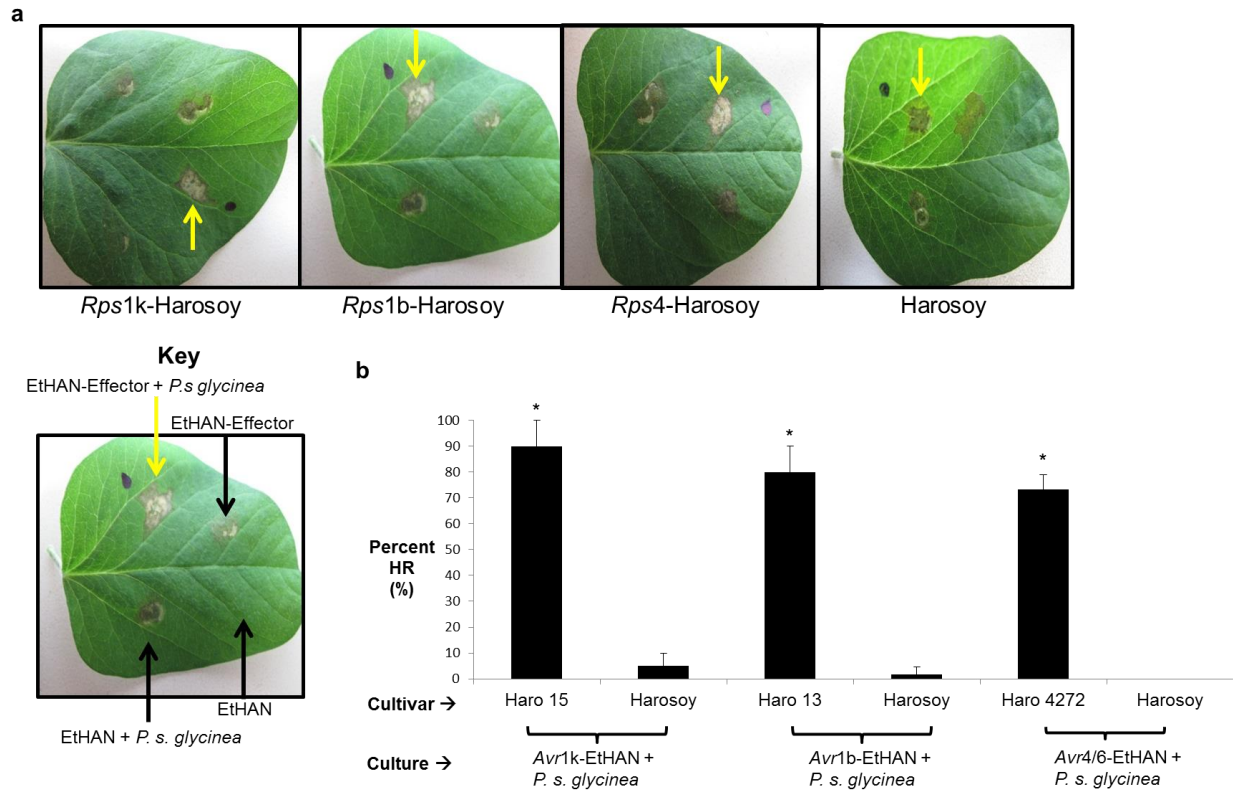 a
Rps1k-Harosoy
Rps1b-Harosoy
Rps4-Harosoy
Harosoy
Key
EtHAN-Effector + P.s glycinea
EtHAN-Effector
EtHAN
EtHAN + P. s. glycinea
b
*
*
*
100
90
80
70
60
50
40
30
20
10
0
Percent
HR
(%)
Cultivar → Haro 15 Harosoy Haro 13 Harosoy Haro 4272 Harosoy
Culture →
Avr1k-EtHAN +
P. s. glycinea
Avr1b-EtHAN +
P. s. glycinea
Avr4/6-EtHAN +
P. s. glycinea